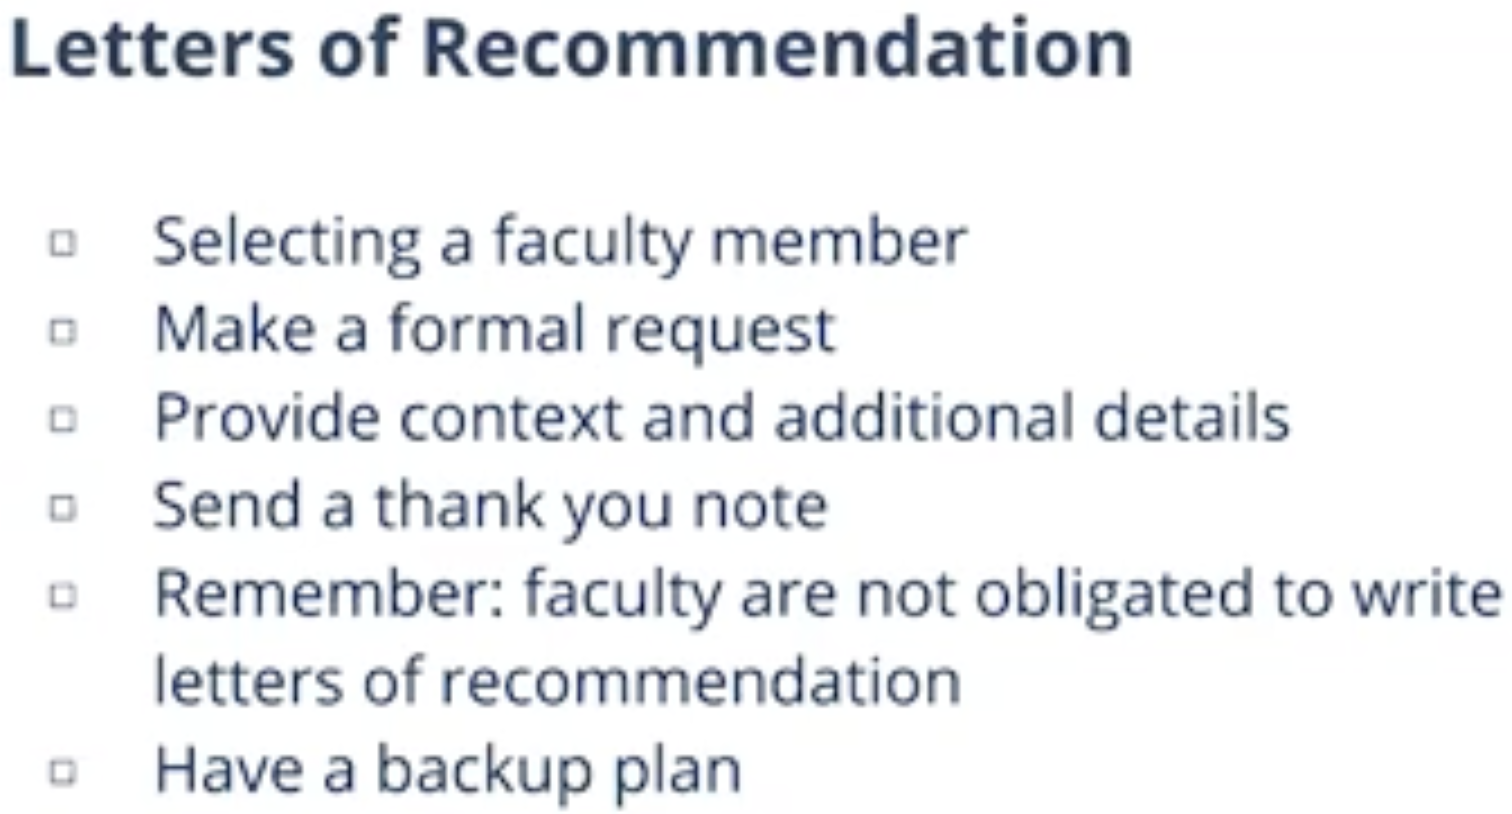 Letters of Recommendation
Selecting a faculty member
Make a formal request
Provide context and additional details
Send a thank you note
Remember: faculty are not obligated to write
letters of recommendation
Have a backup plan